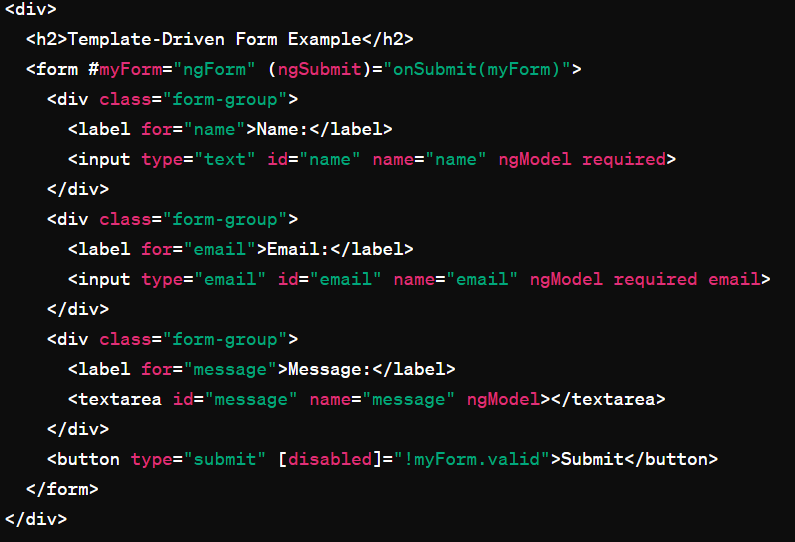 <div>
  <h2>Template-Driven Form Example</h2>
  <form #myForm="ngForm" (ngSubmit)="onSubmit(myForm)">
    <div class="form-group">
      <label for="name">Name:</label>
      <input type="text" id="name" name="name" ngModel required>
    </div>
    <div class="form-group">
      <label for="email">Email:</label>
      <input type="email" id="email" name="email" ngModel required email>
    </div>
    <div class="form-group">
      <label for="message">Message:</label>
      <textarea id="message" name="message" ngModel></textarea>
    </div>
    <button type="submit" [disabled]="!myForm.valid">Submit</button>
  </form>
</div>